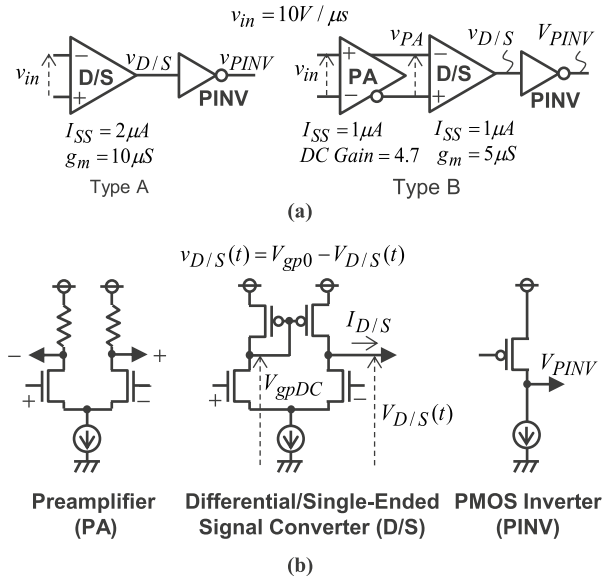 v_in = 10V / μs
v_in
−
+
D/S
v_D/S
v_PINV
PINV
I_SS = 2μA
g_m = 10μS
Type A
v_in
+
−
PA
v_PA
−
+
D/S
v_D/S
V_PINV
PINV
I_SS = 1μA
DC Gain = 4.7
I_SS = 1μA
g_m = 5μS
Type B
(a)
v_D/S(t) = V_gp0 − V_D/S(t)
−
+
+
−
Preamplifier
(PA)
I_D/S
V_gpDC
+
−
V_D/S(t)
Differential/Single-Ended
Signal Converter (D/S)
V_PINV
PMOS Inverter
(PINV)
(b)